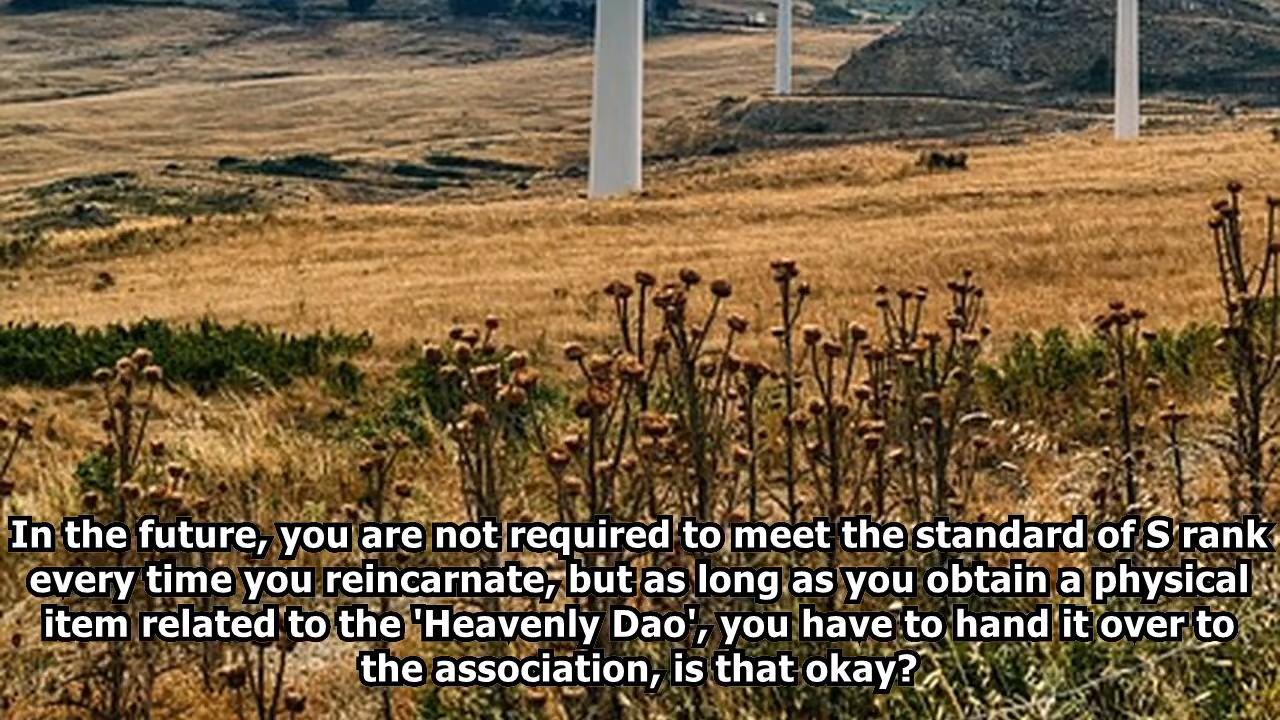 In the future, you are not required to meet the standard of S rank
every time you reincarnate, but as long as you obtain a physical
item related to the 'Heavenly Dao', you have to hand it over to
the association, is that okay?